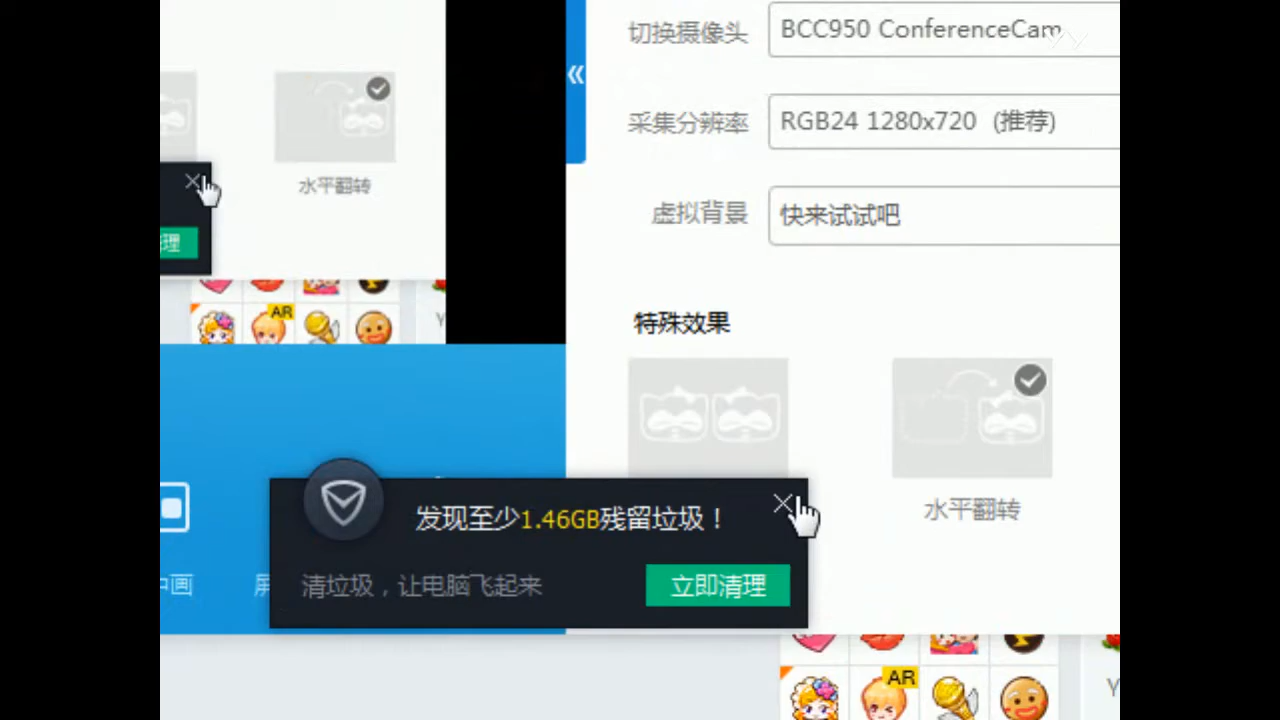 切换摄像头 BCC950 ConferenceCam
采集分辨率 RGB24 1280x720 (推荐)
水平翻转
虚拟背景 快来试试吧
理
AR
特殊效果
水平翻转
发现至少1.46GB残留垃圾！
清垃圾，让电脑飞起来 立即清理
中画
AR
Y